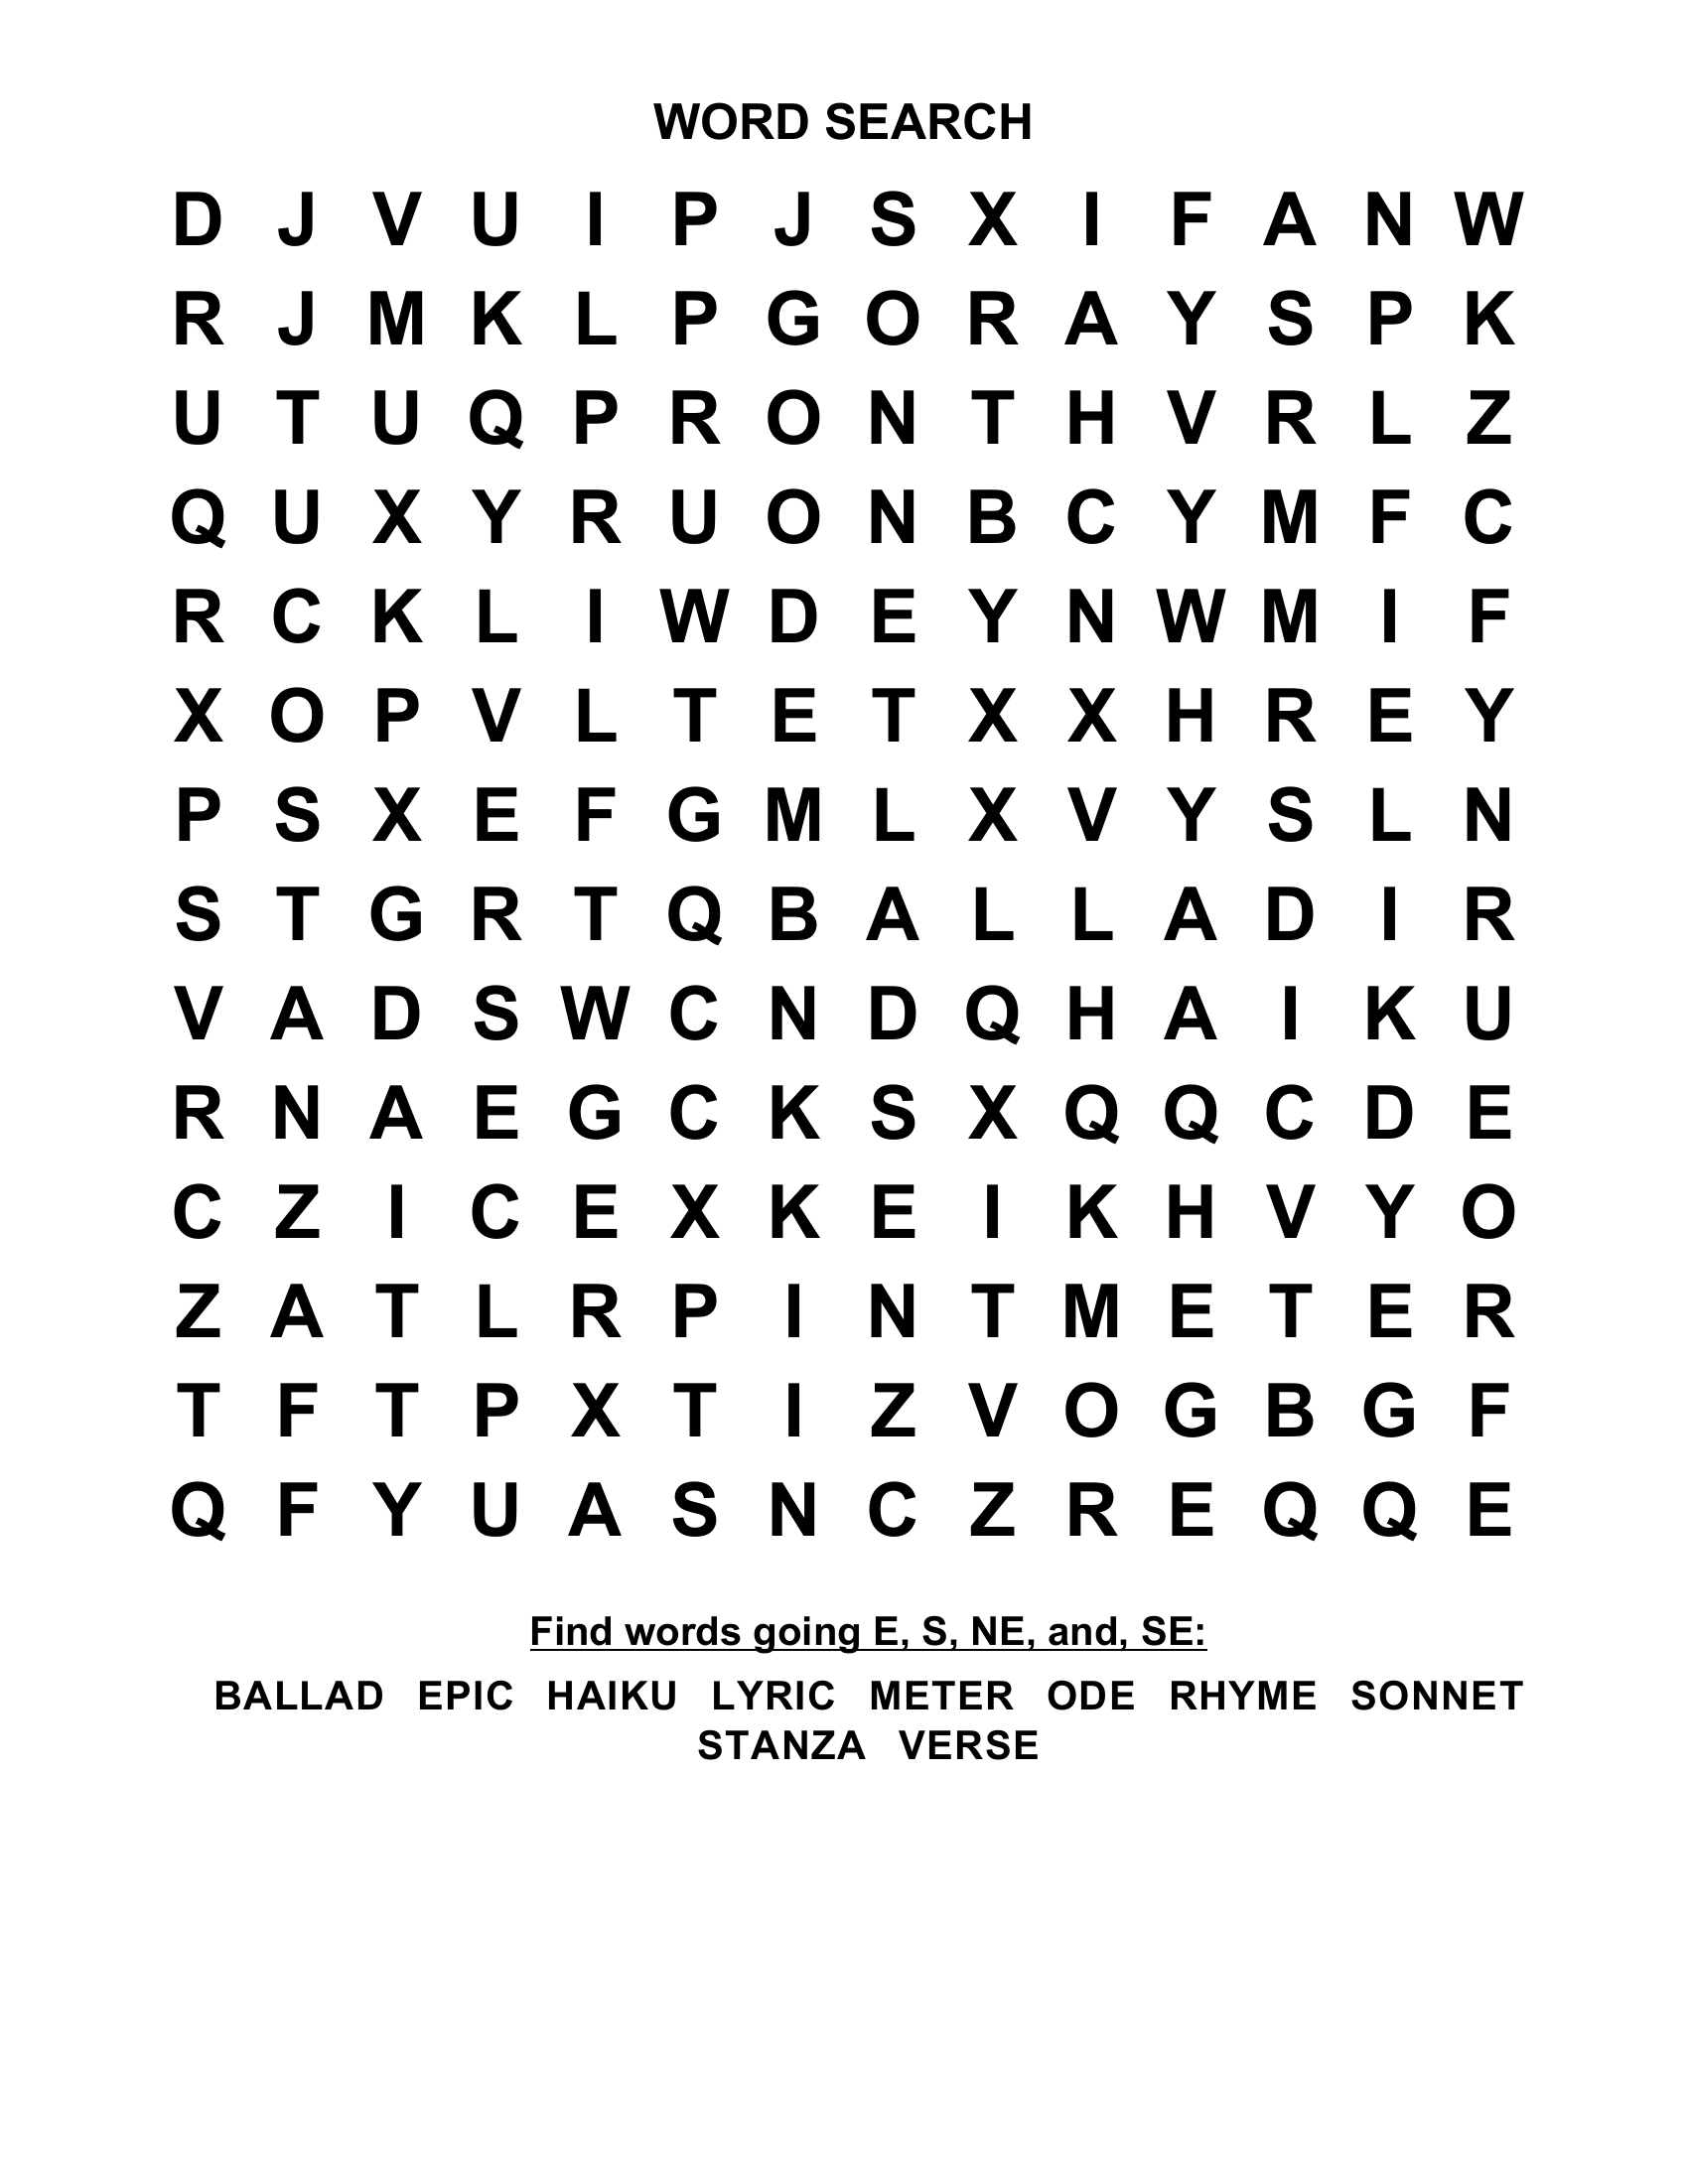 WORD SEARCH
D J V U I P J S X I F A N W
R J M K L P G O R A Y S P K
U T U Q P R O N T H V R L Z
Q U X Y R U O N B C Y M F C
R C K L I W D E Y N W M I F
X O P V L T E T X X H R E Y
P S X E F G M L X V Y S L N
S T G R T Q B A L L A D I R
V A D S W C N D Q H A I K U
R N A E G C K S X Q Q C D E
C Z I C E X K E I K H V Y O
Z A T L R P I N T M E T E R
T F T P X T I Z V O G B G F
Q F Y U A S N C Z R E Q Q E
Find words going E, S, NE, and, SE:
BALLAD EPIC HAIKU LYRIC METER ODE RHYME SONNET
STANZA VERSE